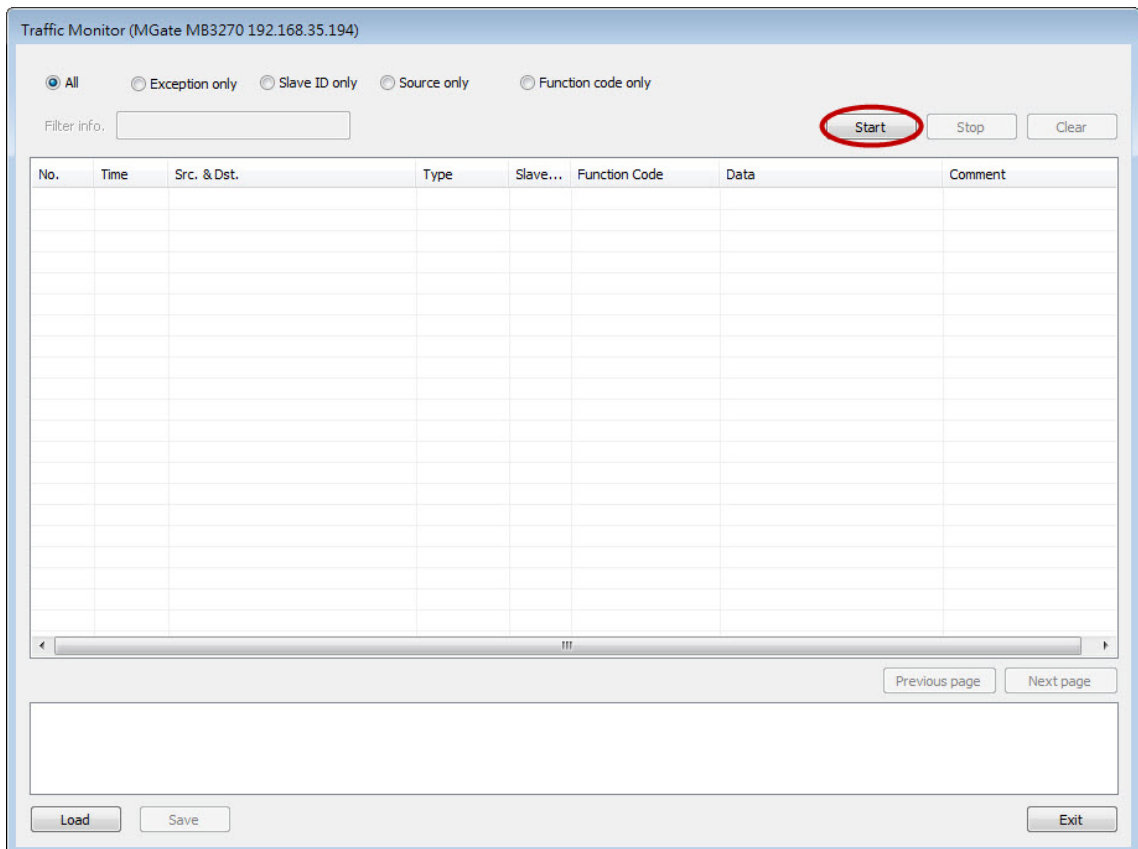 Traffic Monitor (MGate MB3270 192.168.35.194)
All Exception only Slave ID only Source only Function code only
Filter info. Start Stop Clear
No. Time Src. & Dst. Type Slave... Function Code Data Comment
Previous page Next page
Load Save Exit